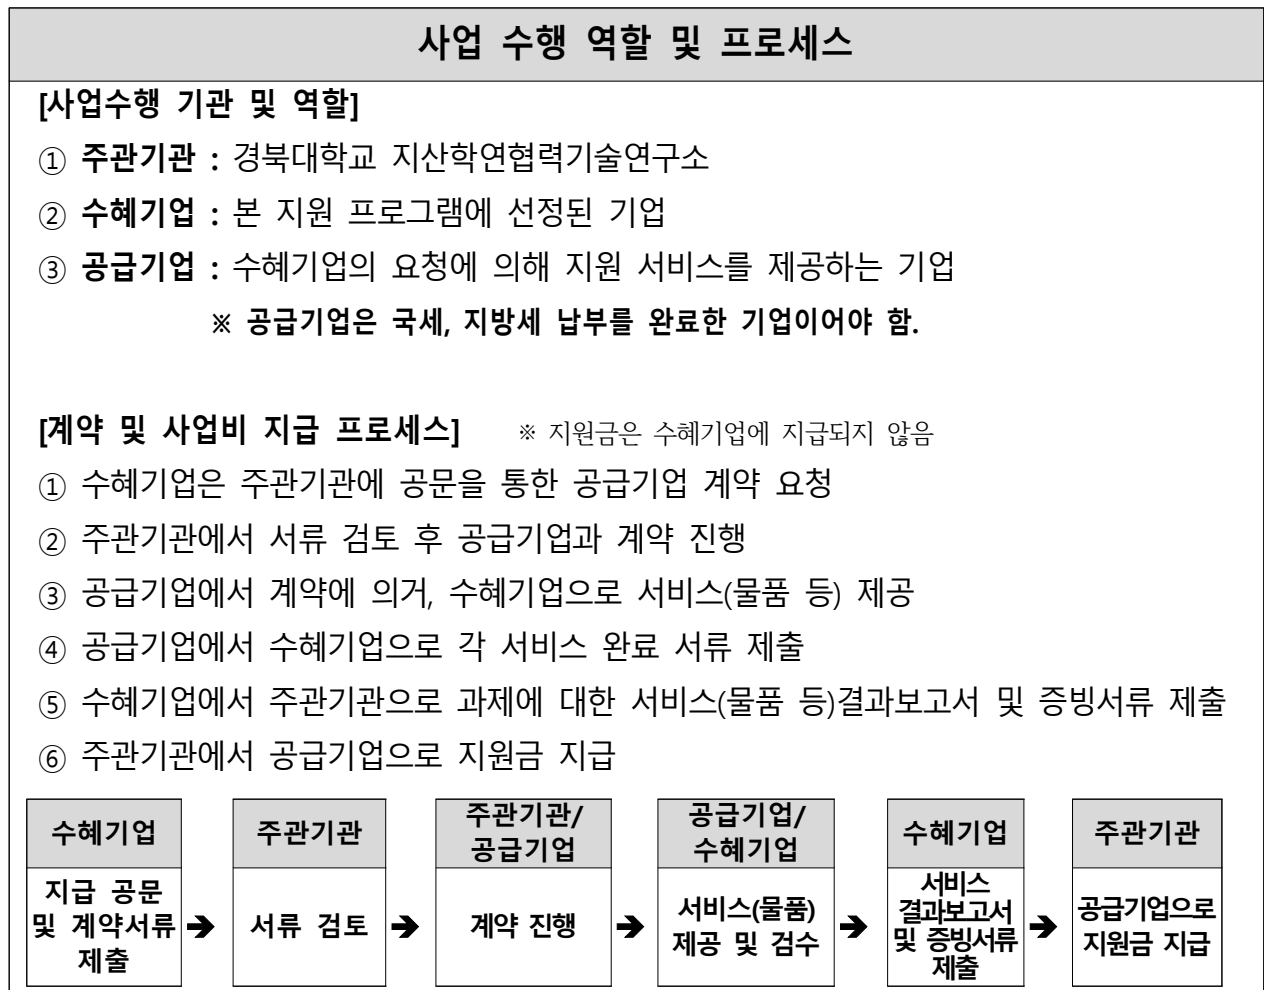 사업 수행 역할 및 프로세스
[사업수행 기관 및 역할]
① 주관기관 : 경북대학교 지산학연협력기술연구소
② 수혜기업 : 본 지원 프로그램에 선정된 기업
③ 공급기업 : 수혜기업의 요청에 의해 지원 서비스를 제공하는 기업
※ 공급기업은 국세, 지방세 납부를 완료한 기업이어야 함.
[계약 및 사업비 지급 프로세스] ※ 지원금은 수혜기업에 지급되지 않음
① 수혜기업은 주관기관에 공문을 통한 공급기업 계약 요청
② 주관기관에서 서류 검토 후 공급기업과 계약 진행
③ 공급기업에서 계약에 의거, 수혜기업으로 서비스(물품 등) 제공
④ 공급기업에서 수혜기업으로 각 서비스 완료 서류 제출
⑤ 수혜기업에서 주관기관으로 과제에 대한 서비스(물품 등)결과보고서 및 증빙서류 제출
⑥ 주관기관에서 공급기업으로 지원금 지급
수혜기업
지급 공문
및 계약서류
제출
➔
주관기관
서류 검토
➔
주관기관/
공급기업
계약 진행
➔
공급기업/
수혜기업
서비스(물품)
제공 및 검수
➔
수혜기업
서비스
결과보고서
및 증빙서류
제출
➔
주관기관
공급기업으로
지원금 지급